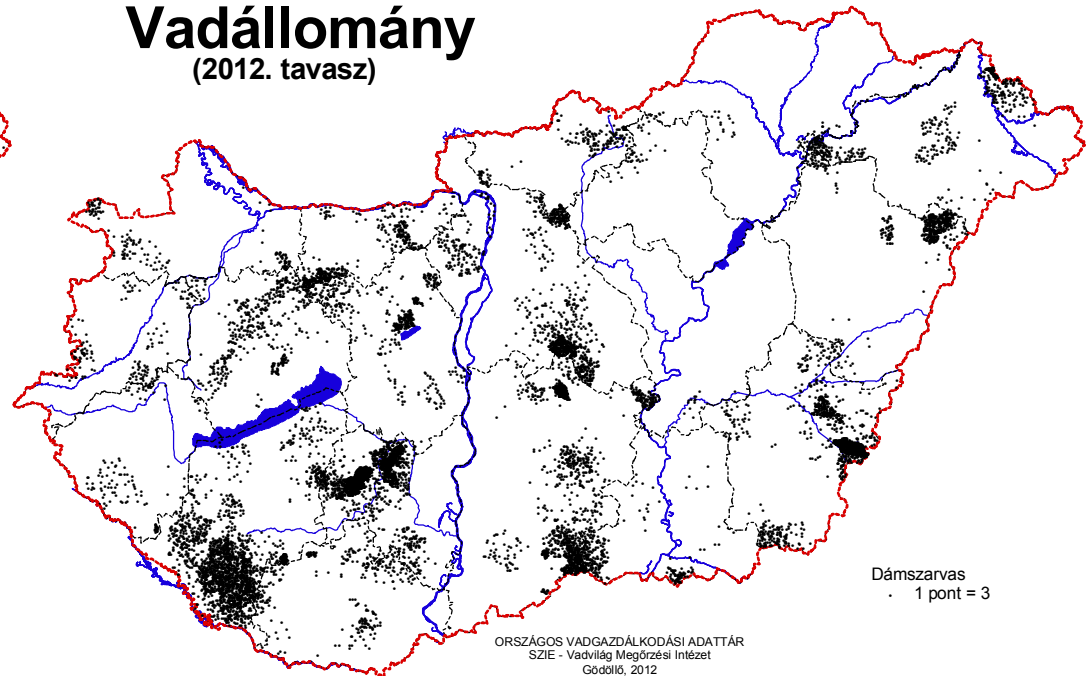 Vadállomány
(2012. tavasz)
Dámszarvas
. 1 pont = 3
ORSZÁGOS VADGAZDÁLKODÁSI ADATTÁR
SZIE - Vadvilág Megőrzési Intézet
Gödöllő, 2012